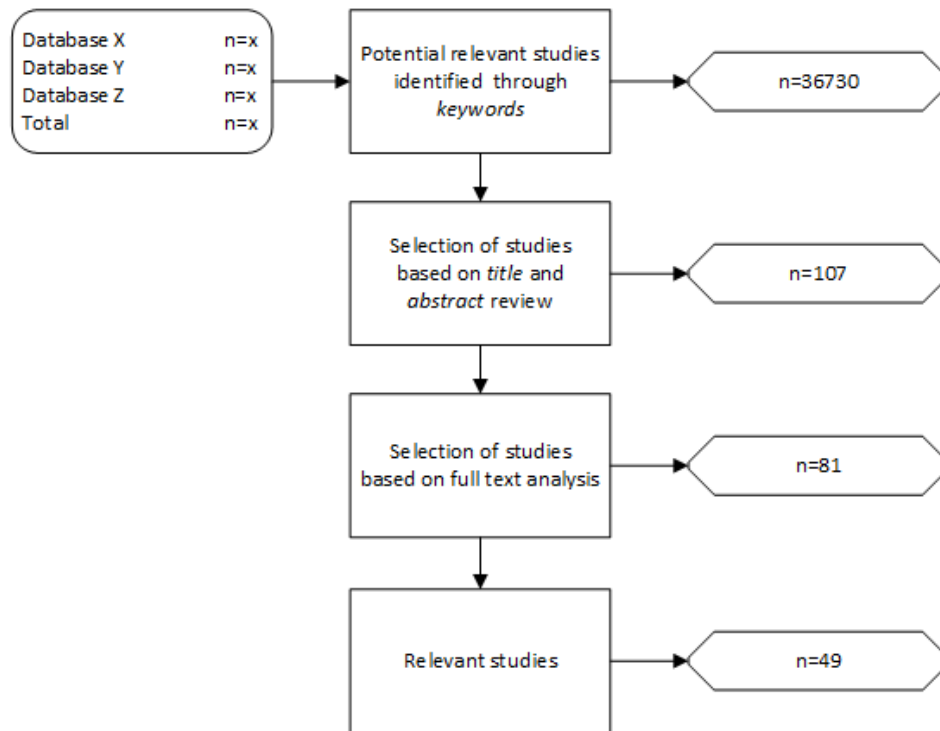 Database X n=x
Database Y n=x
Database Z n=x
Total n=x
Potential relevant studies
identified through
keywords
n=36730
Selection of studies
based on title and
abstract review
n=107
Selection of studies
based on full text analysis
n=81
Relevant studies
n=49